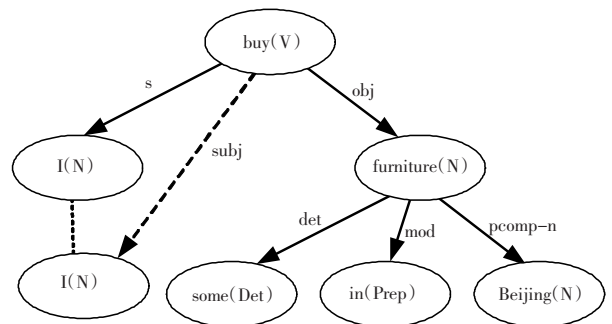 buy(V)
s
obj
I(N)
subj
furniture(N)
det
mod
pcomp-n
I(N)
some(Det)
in(Prep)
Beijing(N)